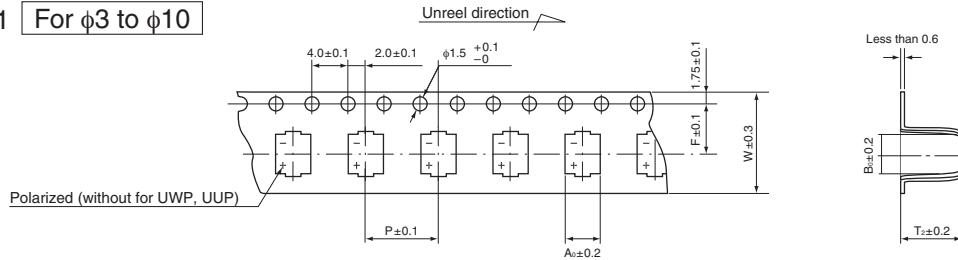 1 For φ3 to φ10
Unreel direction
Less than 0.6
4.0±0.1
2.0±0.1
φ1.5 +0.1 −0
1.75±0.1
F±0.1
W±0.3
B0±0.2
− − − − − −
+ + + + + +
Polarized (without for UWP, UUP)
P±0.1
A0±0.2
T2±0.2